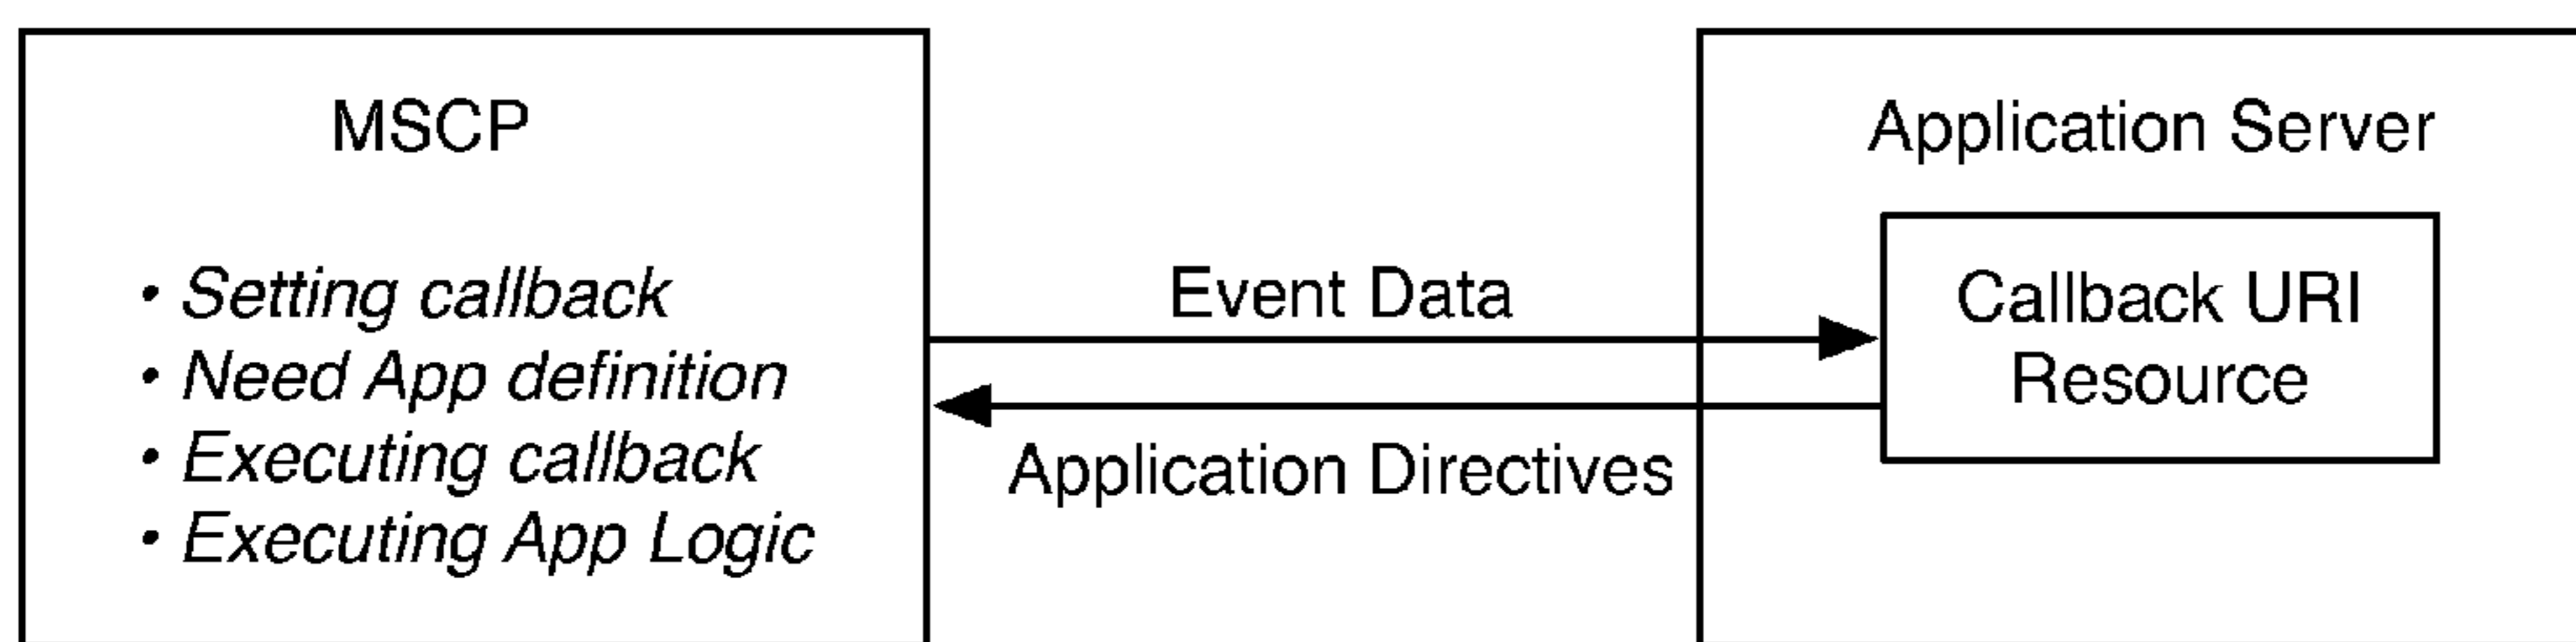 MSCP
• Setting callback
• Need App definition
• Executing callback
• Executing App Logic
Event Data
Application Directives
Application Server
Callback URI
Resource